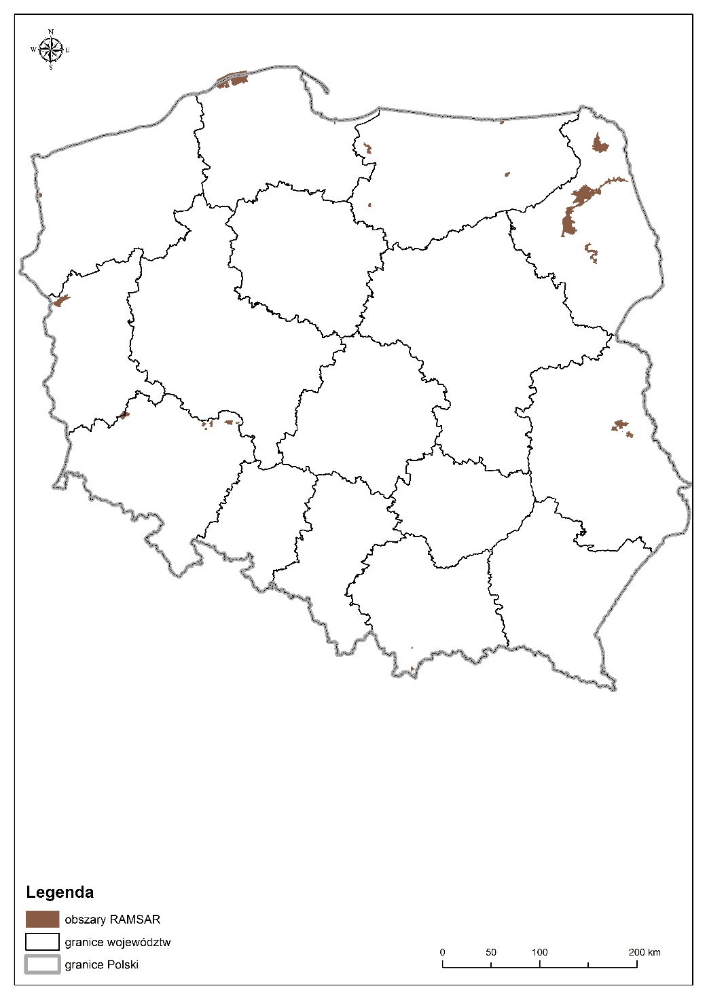 N
W E
S
Legenda
obszary RAMSAR
granice województw
granice Polski
0 50 100 200 km